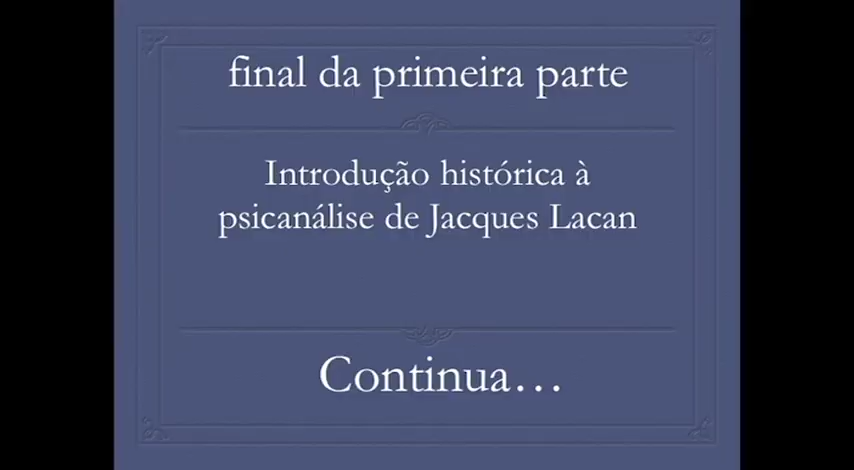 final da primeira parte
Introdução histórica à
psicanálise de Jacques Lacan
Continua…